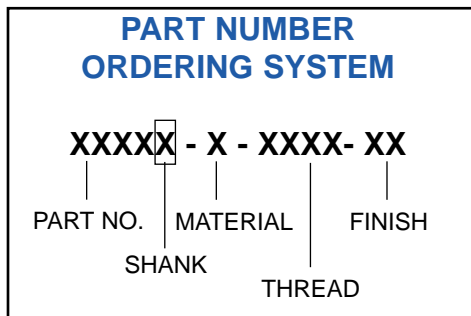 PART NUMBER
ORDERING SYSTEM
XXXXX - X - XXXX- XX
PART NO. MATERIAL FINISH
SHANK
THREAD